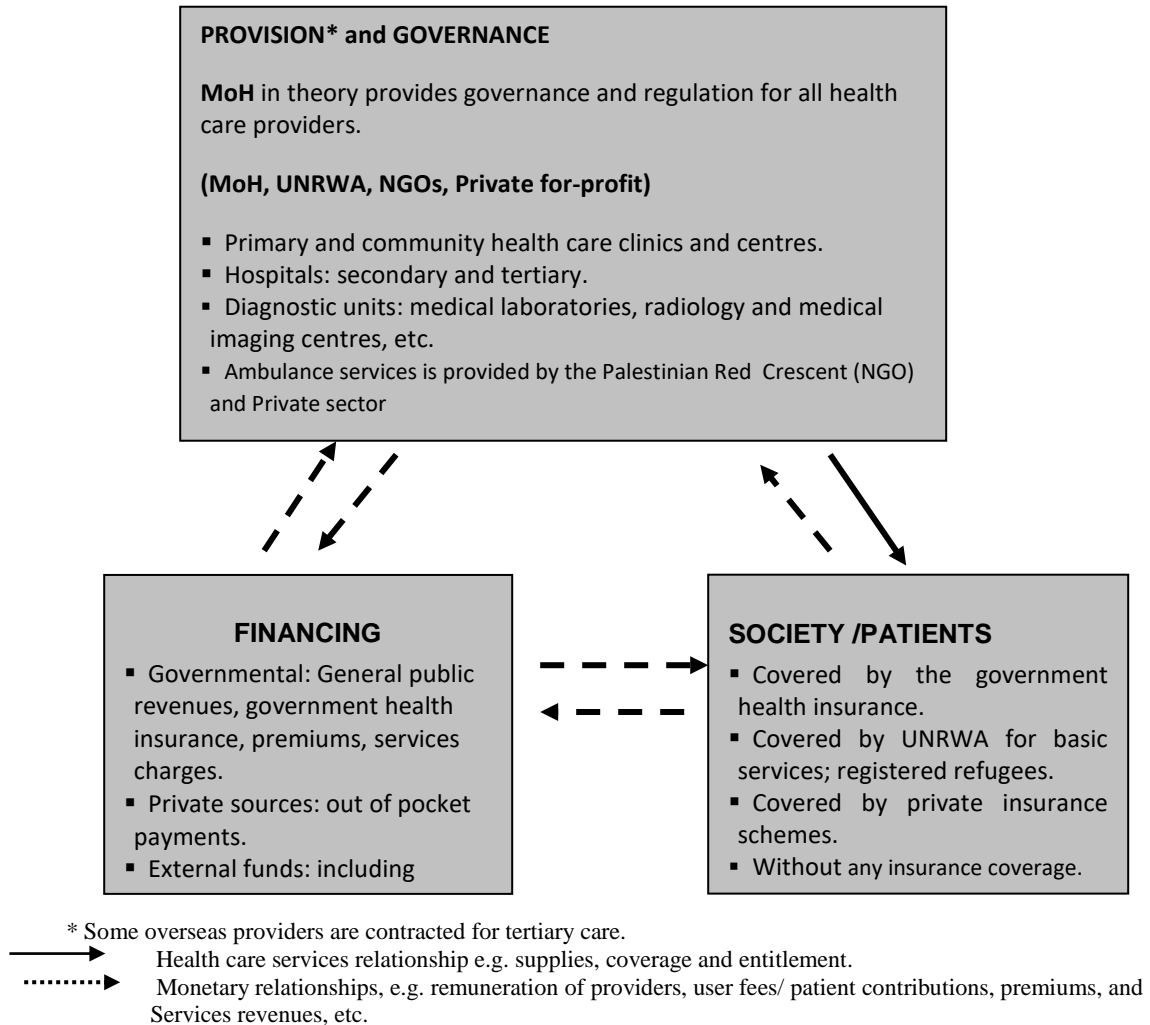 PROVISION* and GOVERNANCE
MoH in theory provides governance and regulation for all health
care providers.
(MoH, UNRWA, NGOs, Private for-profit)
▪ Primary and community health care clinics and centres.
▪ Hospitals: secondary and tertiary.
▪ Diagnostic units: medical laboratories, radiology and medical
imaging centres, etc.
▪ Ambulance services is provided by the Palestinian Red Crescent (NGO)
and Private sector
FINANCING
▪ Governmental: General public
revenues, government health
insurance, premiums, services
charges.
▪ Private sources: out of pocket
payments.
▪ External funds: including
SOCIETY /PATIENTS
▪ Covered by the government
health insurance.
▪ Covered by UNRWA for basic
services; registered refugees.
▪ Covered by private insurance
schemes.
▪ Without any insurance coverage.
* Some overseas providers are contracted for tertiary care.
Health care services relationship e.g. supplies, coverage and entitlement.
Monetary relationships, e.g. remuneration of providers, user fees/ patient contributions, premiums, and
Services revenues, etc.